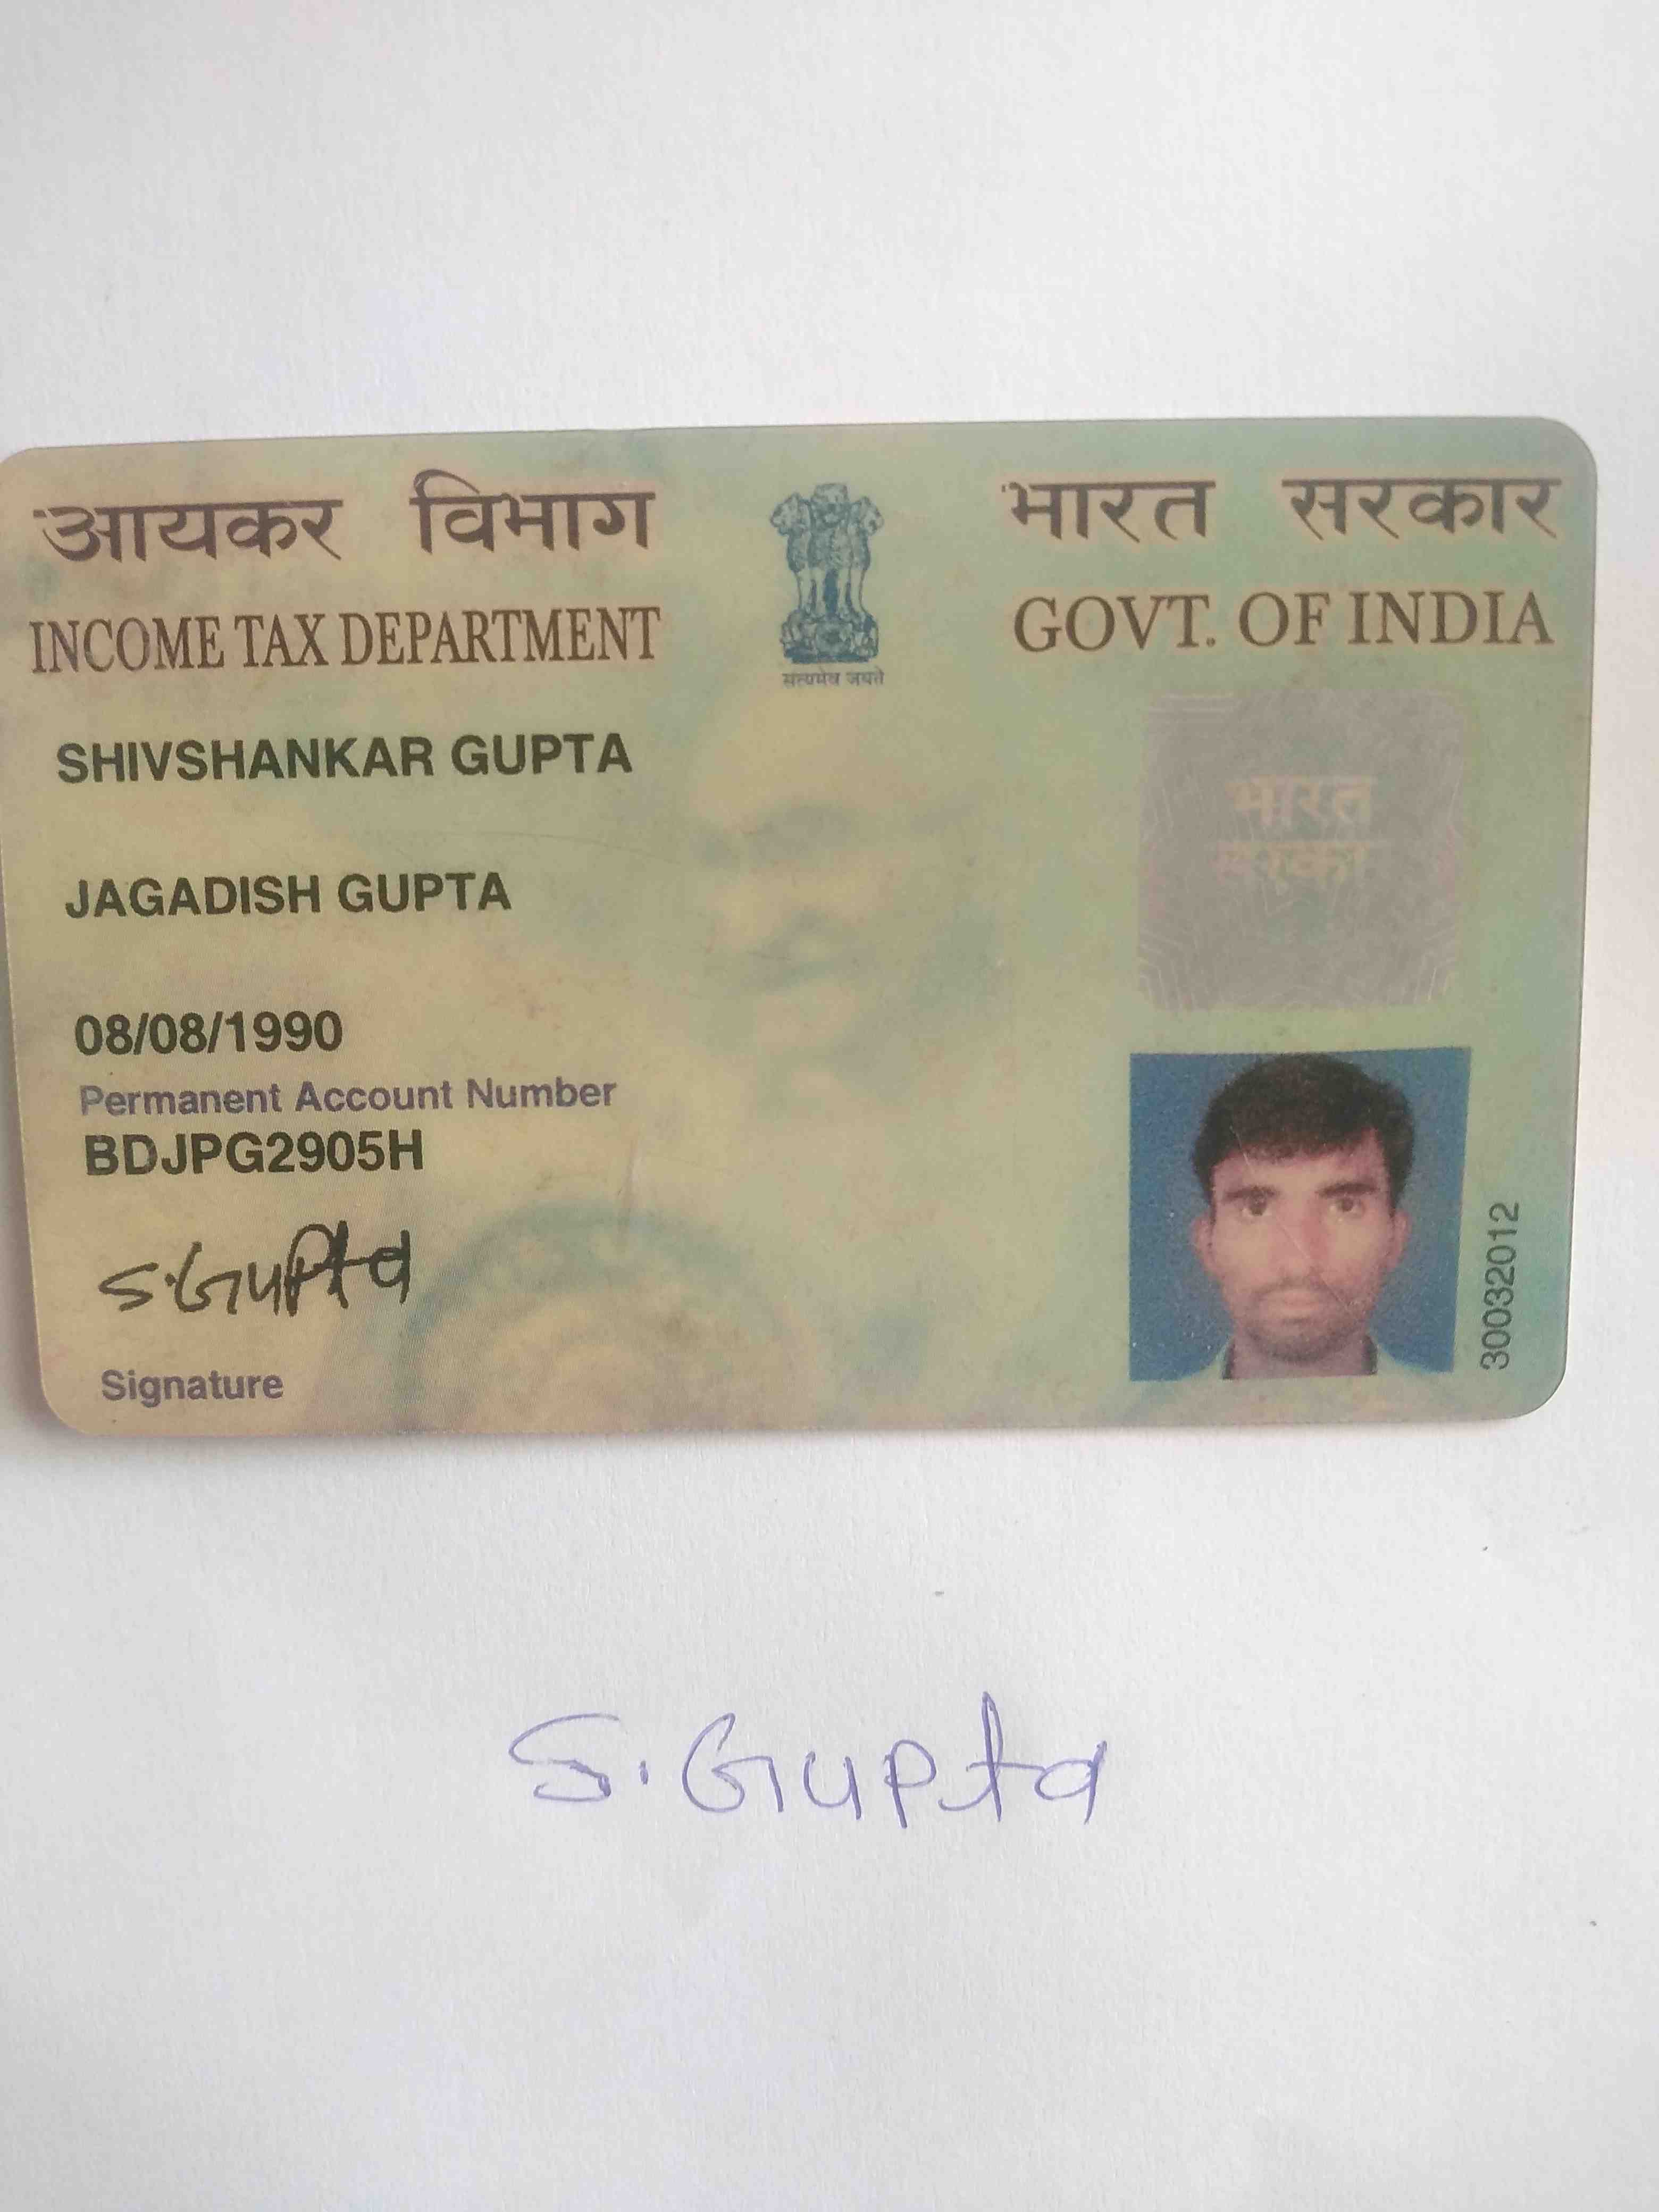 आयकर विभाग
INCOME TAX DEPARTMENT
सत्यमेव जयते
भारत सरकार
GOVT. OF INDIA
SHIVSHANKAR GUPTA
JAGADISH GUPTA
08/08/1990
Permanent Account Number
BDJPG2905H
S.Gupta
Signature
भारत
सरका
30032012
S.Gupta